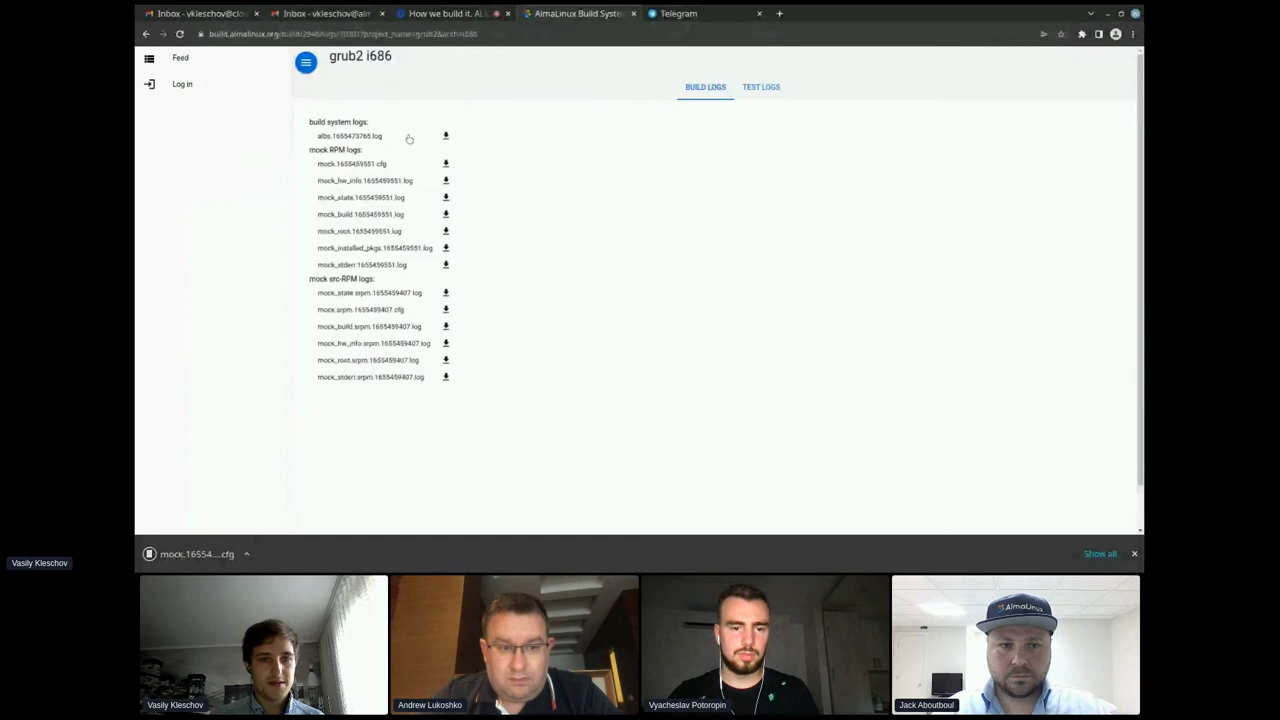 Inbox - vkleschov@clos
Inbox - vkleschov@alm
How we build it. AL
AlmaLinux Build Syste
Telegram
grub2 i686
Feed
Log in
BUILD LOGS
TEST LOGS
build system logs:
albs.1655473765.log
mock RPM logs:
mock.1655459551.cfg
mock_hw_info.1655459551.log
mock_state.1655459551.log
mock_build.1655459551.log
mock_root.1655459551.log
mock_installed_pkgs.1655459551.log
mock_stderr.1655459551.log
mock src-RPM logs:
mock_state.srpm.1655459407.log
mock.srpm.1655459407.cfg
mock_build.srpm.1655459407.log
mock_hw_info.srpm.1655459407.log
mock_root.srpm.1655459407.log
mock_stderr.srpm.1655459407.log
mock.16554....cfg
Show all
Vasily Kleschov
AlmaLinux
Vasily Kleschov
Andrew Lukoshko
Vyacheslav Potoropin
Jack Aboutboul